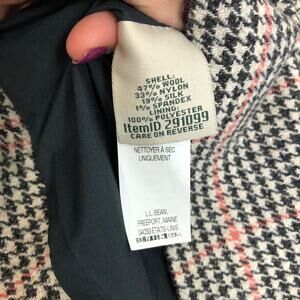 SHELL:
47% WOOL
33% NYLON
19% SILK
1% SPANDEX
LINING:
100% POLYESTER
ItemID 291099
CARE ON REVERSE
NETTOYER À SEC
UNIQUEMENT
L.L. BEAN,
FREEPORT, MAINE
04033 ÉTATS-UNIS